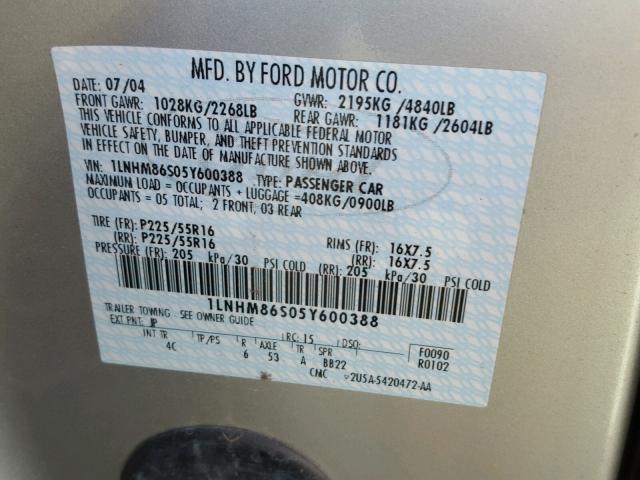 MFD. BY FORD MOTOR CO.
DATE: 07/04 GVWR: 2195KG /4840LB
FRONT GAWR: 1028KG/2268LB REAR GAWR: 1181KG /2604LB
THIS VEHICLE CONFORMS TO ALL APPLICABLE FEDERAL MOTOR
VEHICLE SAFETY, BUMPER, AND THEFT PREVENTION STANDARDS
IN EFFECT ON THE DATE OF MANUFACTURE SHOWN ABOVE.
VIN: 1LNHM86S05Y600388 TYPE: PASSENGER CAR
MAXIMUM LOAD = OCCUPANTS + LUGGAGE =408KG/0900LB
OCCUPANTS = 05 TOTAL; 2 FRONT, 03 REAR
TIRE (FR): P225/55R16 RIMS (FR): 16X7.5
(RR): P225/55R16 (RR): 16X7.5
PRESSURE (FR): 205 kPa/30 PSI COLD (RR): 205 kPa/30 PSI COLD
1LNHM86S05Y600388
TRAILER TOWING - SEE OWNER GUIDE
EXT PNT: JP RC: 15 DSO: F0090
INT TR TP/PS R AXLE TR SPR R0102
4C 6 53 A BB22
CMC 2U5A-5420472-AA